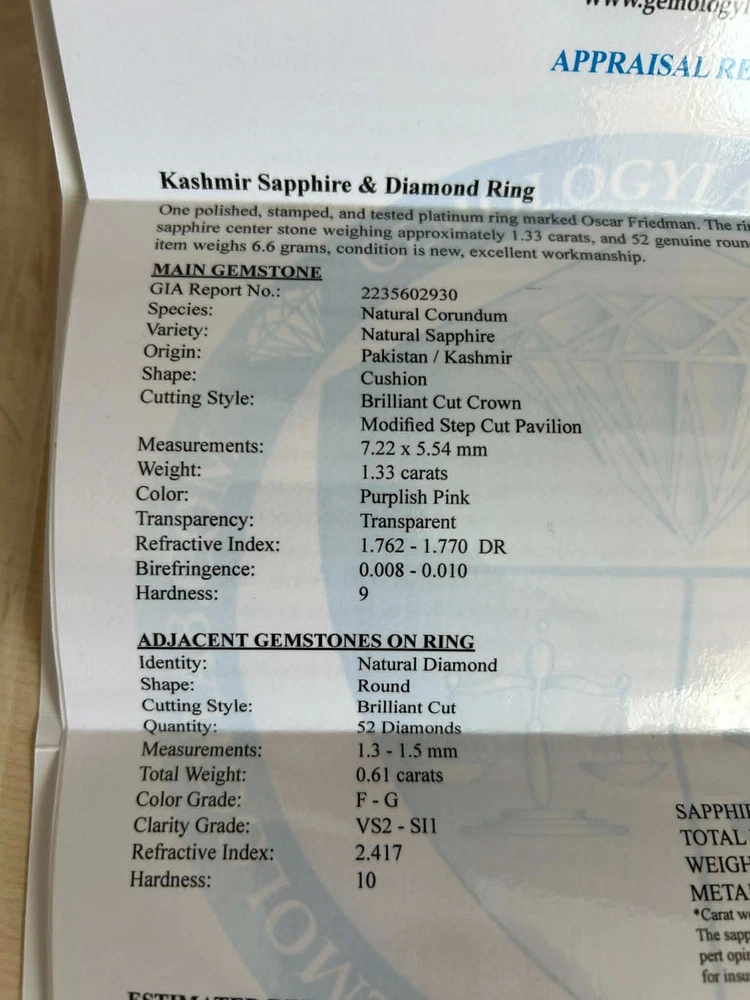 www.gemologyl
APPRAISAL RE
Kashmir Sapphire & Diamond Ring
One polished, stamped, and tested platinum ring marked Oscar Friedman. The ri
sapphire center stone weighing approximately 1.33 carats, and 52 genuine roun
item weighs 6.6 grams, condition is new, excellent workmanship.
MAIN GEMSTONE
GIA Report No.: 2235602930
Species: Natural Corundum
Variety: Natural Sapphire
Origin: Pakistan / Kashmir
Shape: Cushion
Cutting Style: Brilliant Cut Crown
Modified Step Cut Pavilion
Measurements: 7.22 x 5.54 mm
Weight: 1.33 carats
Color: Purplish Pink
Transparency: Transparent
Refractive Index: 1.762 - 1.770 DR
Birefringence: 0.008 - 0.010
Hardness: 9
ADJACENT GEMSTONES ON RING
Identity: Natural Diamond
Shape: Round
Cutting Style: Brilliant Cut
Quantity: 52 Diamonds
Measurements: 1.3 - 1.5 mm
Total Weight: 0.61 carats
Color Grade: F - G
Clarity Grade: VS2 - SI1
Refractive Index: 2.417
Hardness: 10
SAPPHI
TOTAL
WEIGH
META
*Carat w
The sapp
pert opi
for insu